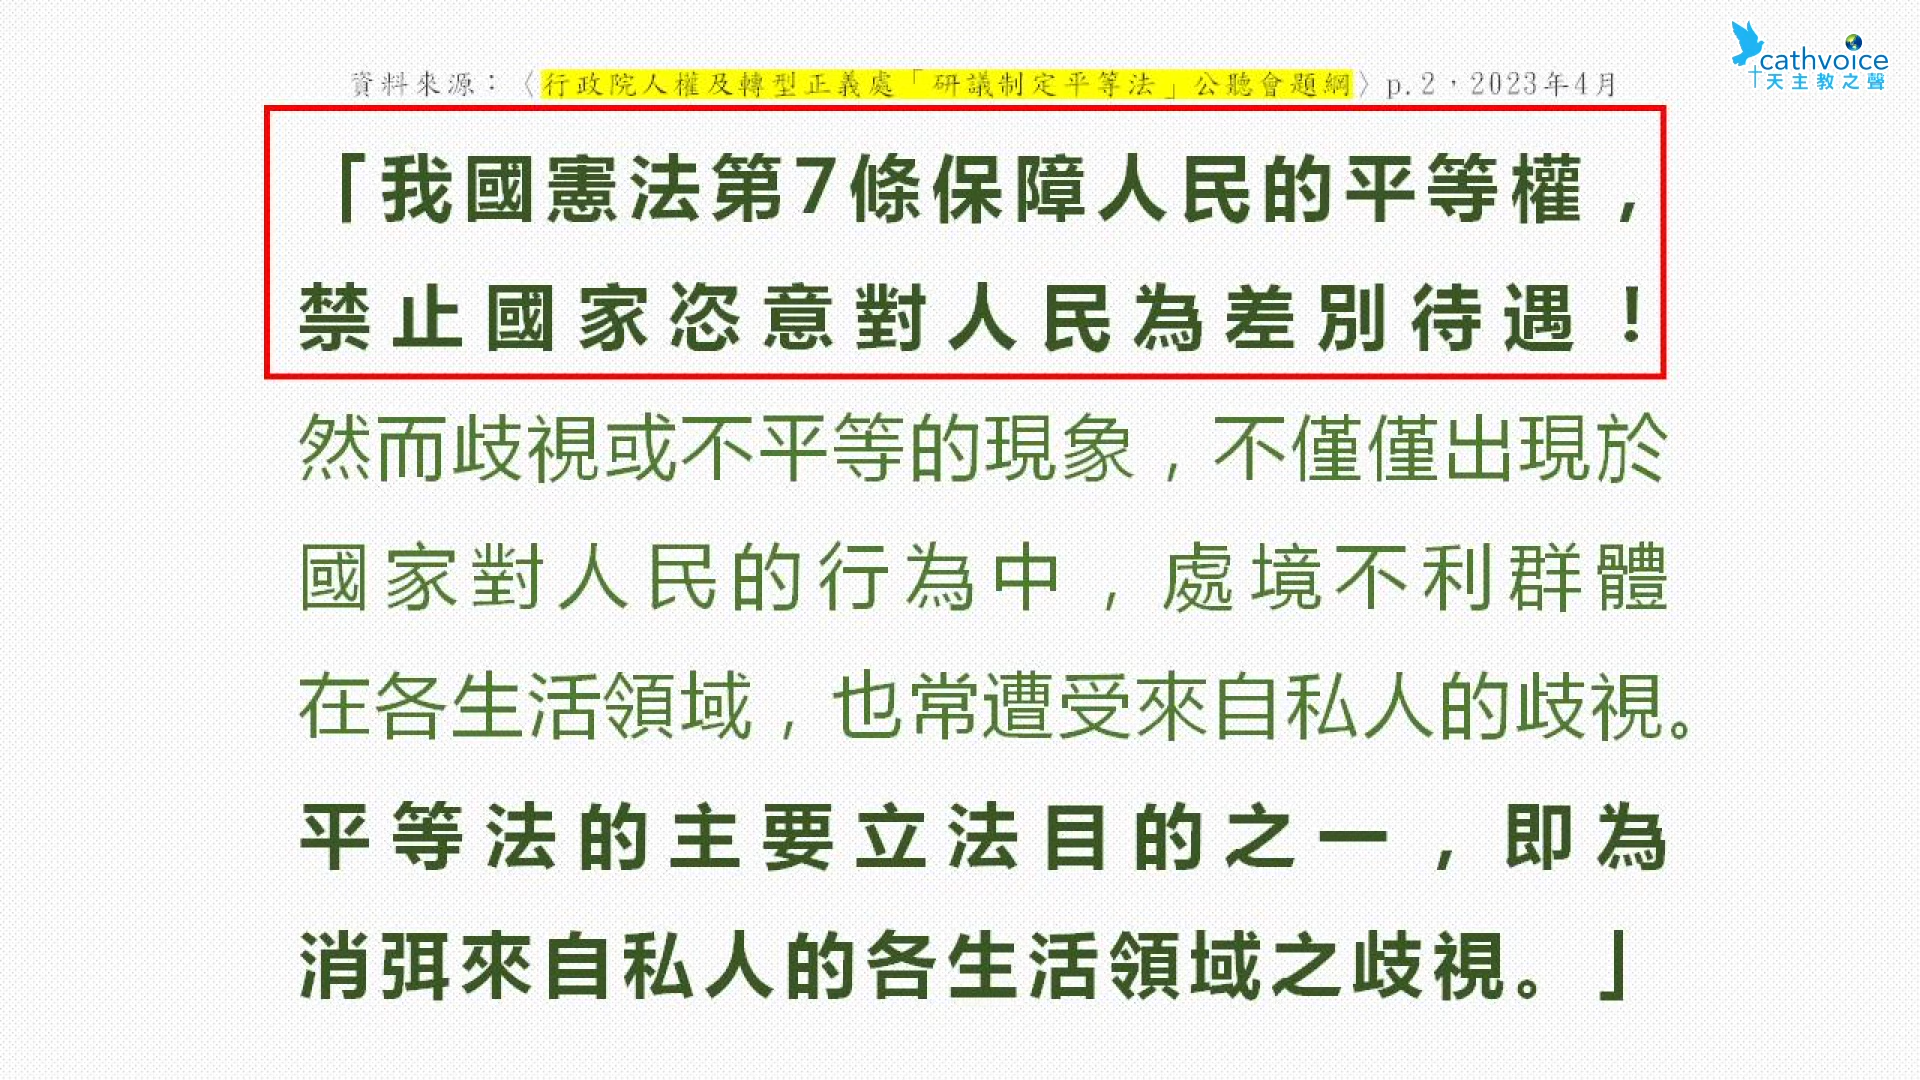 cathvoice
天主教之聲
資料來源：〈行政院人權及轉型正義處「研議制定平等法」公聽會題綱〉p.2，2023年4月
「我國憲法第7條保障人民的平等權，
禁止國家恣意對人民為差別待遇！
然而歧視或不平等的現象，不僅僅出現於
國家對人民的行為中，處境不利群體
在各生活領域，也常遭受來自私人的歧視。
平等法的主要立法目的之一，即為
消弭來自私人的各生活領域之歧視。」